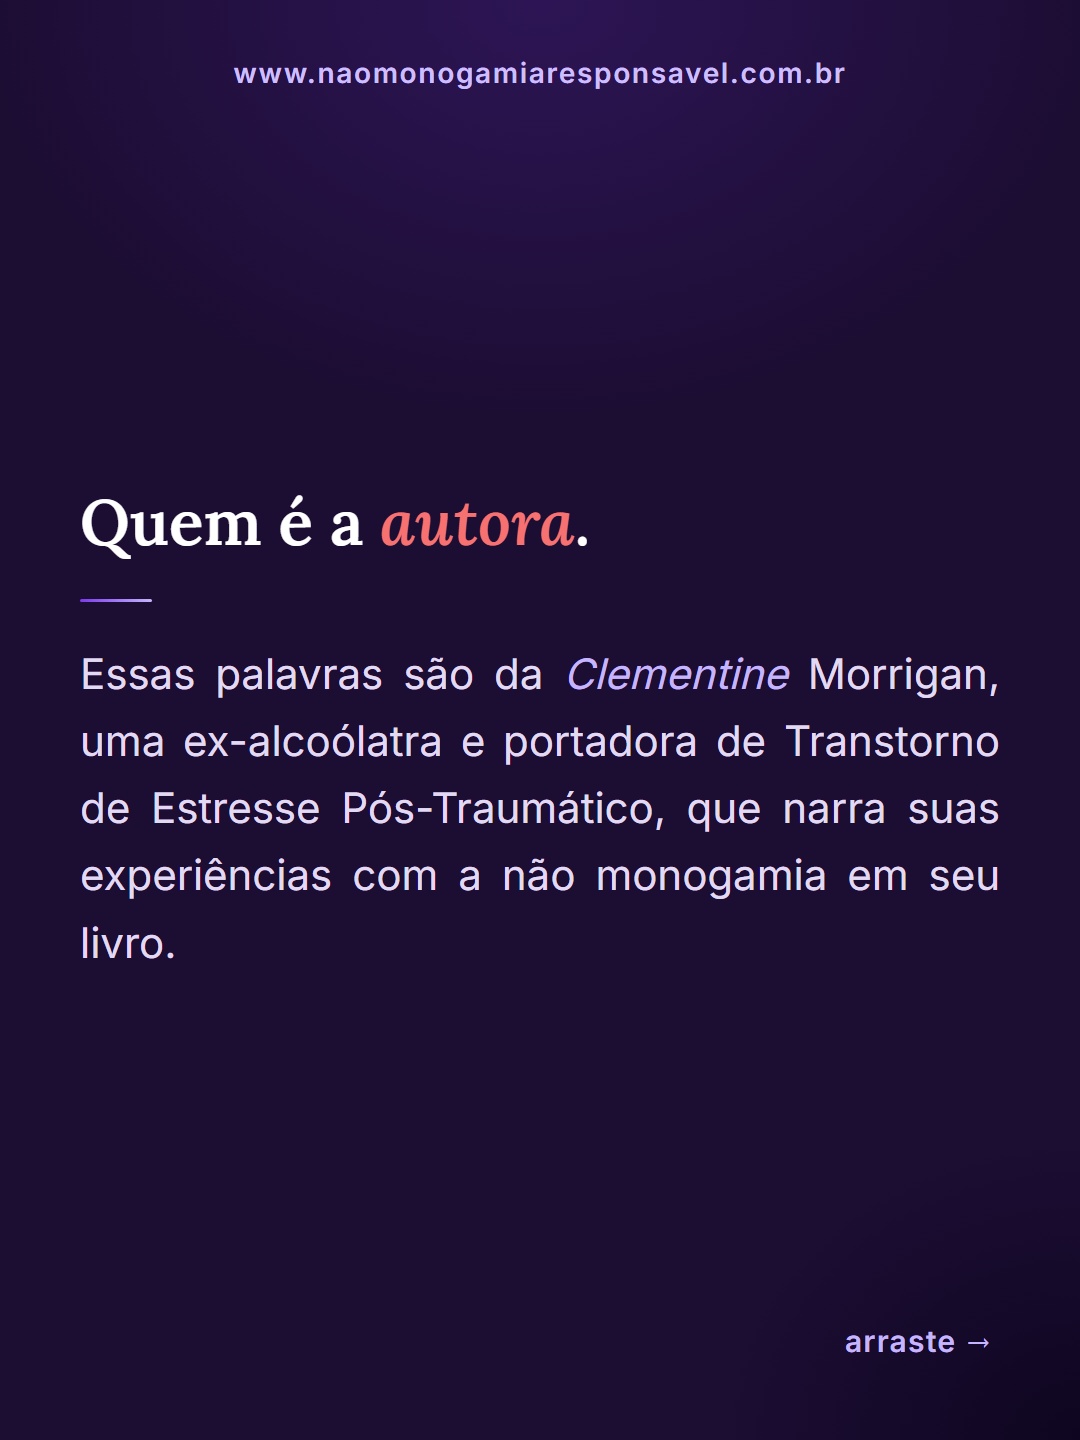 www.naomonogamiaresponsavel.com.br
Quem é a autora.
Essas palavras são da Clementine Morrigan,
uma ex-alcoólatra e portadora de Transtorno
de Estresse Pós-Traumático, que narra suas
experiências com a não monogamia em seu
livro.
arraste →